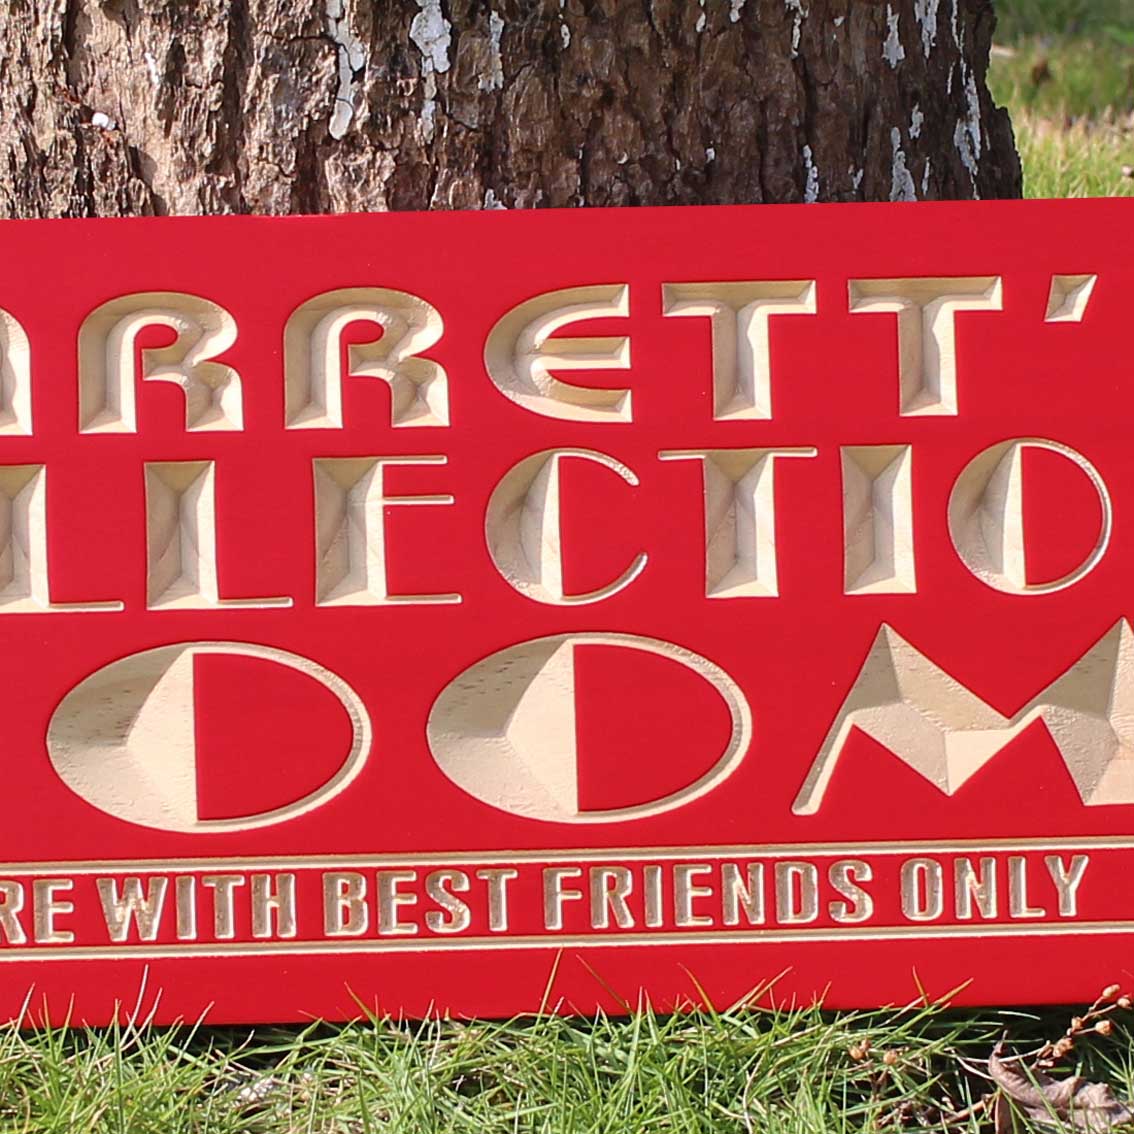 ARRETT'
LLECTIO
OOM
RE WITH BEST FRIENDS ONLY